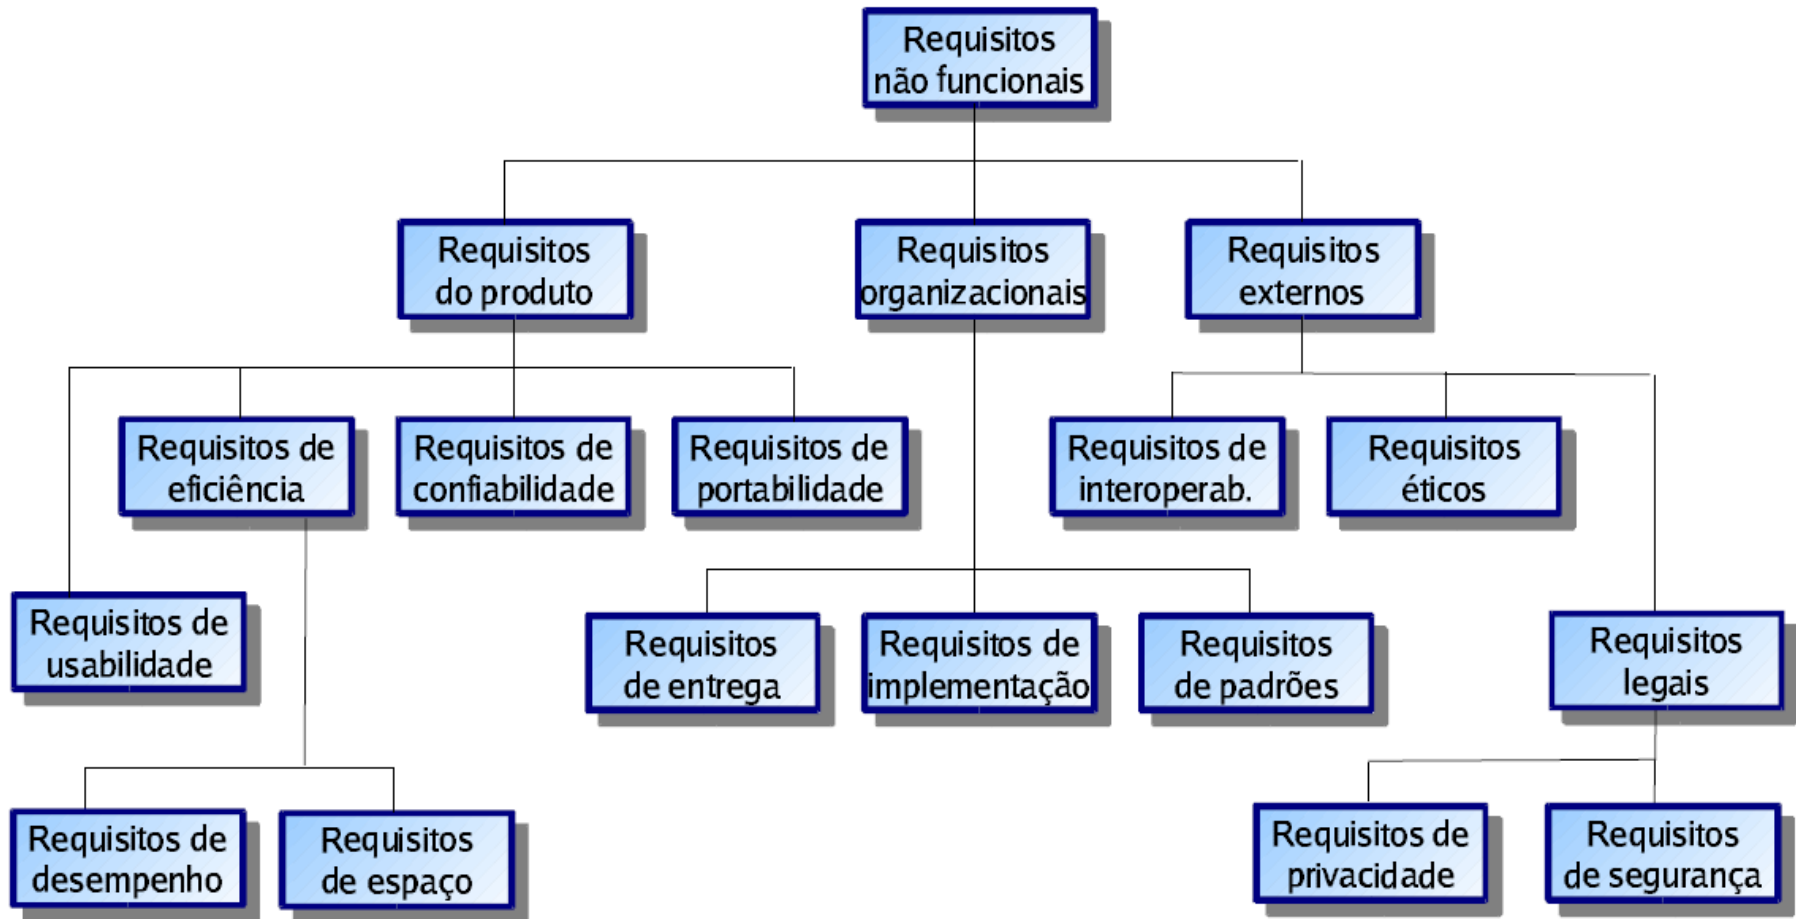 Requisitos
não funcionais
Requisitos
do produto
Requisitos
organizacionais
Requisitos
externos
Requisitos de
eficiência
Requisitos de
confiabilidade
Requisitos de
portabilidade
Requisitos de
interoperab.
Requisitos
éticos
Requisitos de
usabilidade
Requisitos
de entrega
Requisitos de
implementação
Requisitos
de padrões
Requisitos
legais
Requisitos de
desempenho
Requisitos
de espaço
Requisitos de
privacidade
Requisitos
de segurança